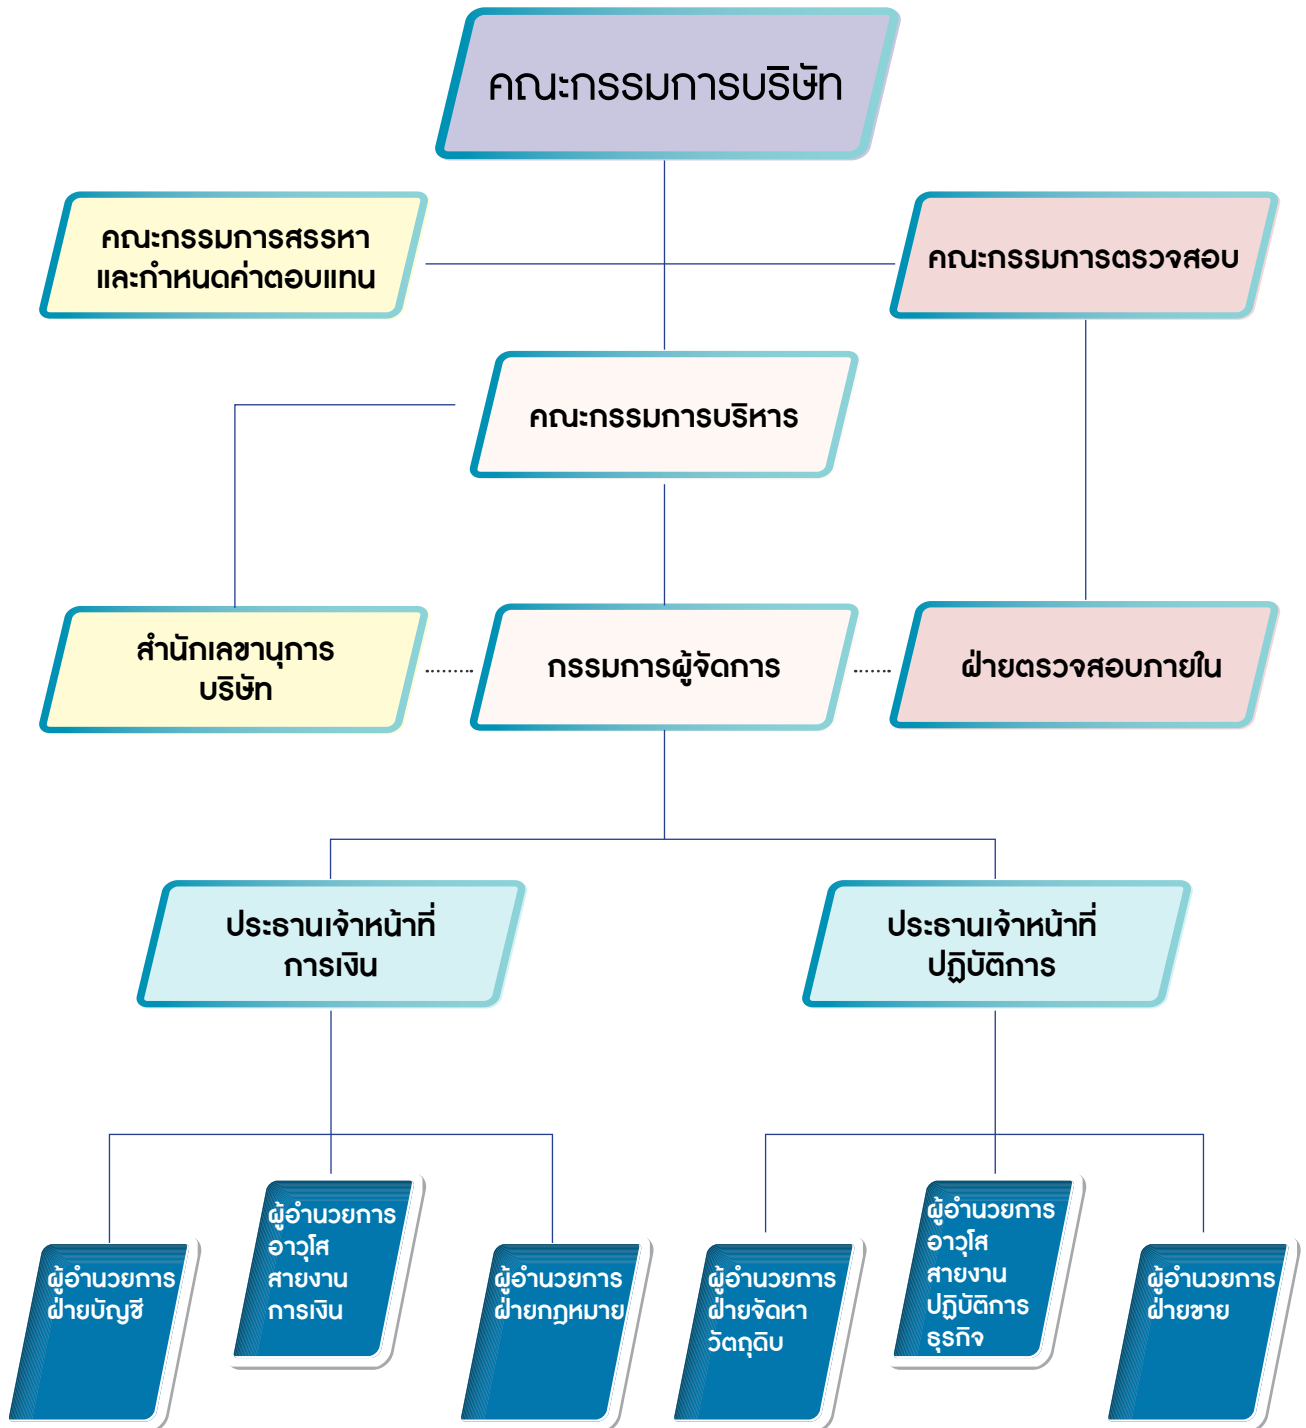 คณะกรรมการบริษัท
คณะกรรมการสรรหา
และกำหนดค่าตอบแทน
คณะกรรมการตรวจสอบ
คณะกรรมการบริหาร
สำนักเลขานุการ
บริษัท
กรรมการผู้จัดการ
ฝ่ายตรวจสอบภายใน
ประธานเจ้าหน้าที่
การเงิน
ประธานเจ้าหน้าที่
ปฏิบัติการ
ผู้อำนวยการ
ฝ่ายบัญชี
ผู้อำนวยการ
อาวุโส
สายงาน
การเงิน
ผู้อำนวยการ
ฝ่ายกฎหมาย
ผู้อำนวยการ
ฝ่ายจัดหา
วัตถุดิบ
ผู้อำนวยการ
อาวุโส
สายงาน
ปฏิบัติการ
ธุรกิจ
ผู้อำนวยการ
ฝ่ายขาย